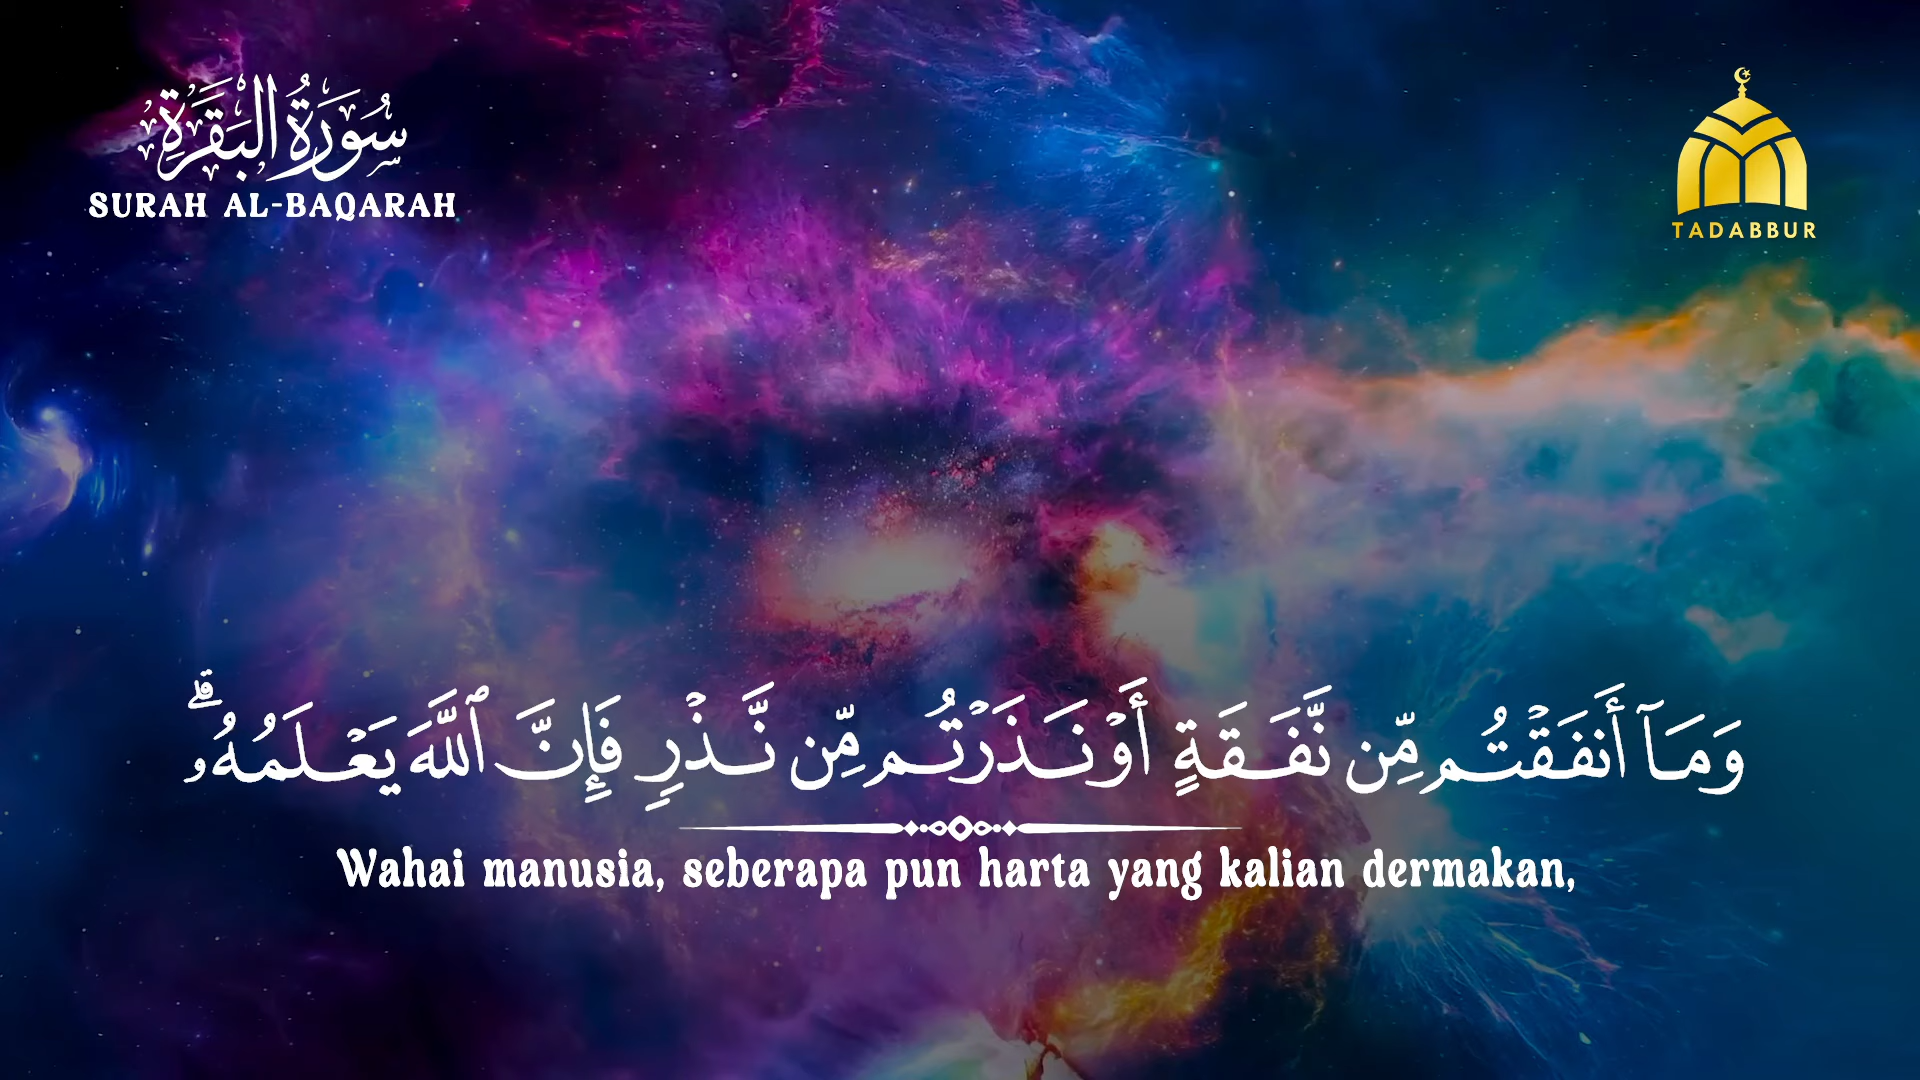 سُورَةُ البَقَرَةِ
SURAH AL-BAQARAH
TADABBUR
وَمَآ أَنفَقْتُم مِّن نَّفَقَةٍ أَوْ نَذَرْتُم مِّن نَّذْرٍ فَإِنَّ ٱللَّهَ يَعْلَمُهُۥ ۗ
Wahai manusia, seberapa pun harta yang kalian dermakan,